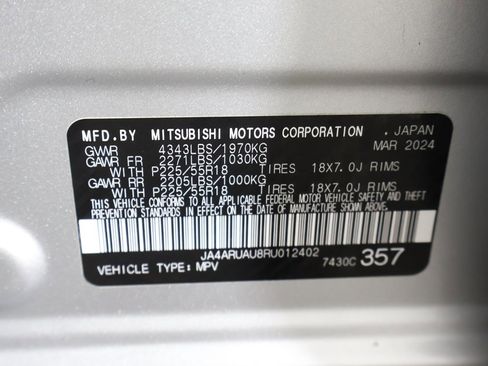 MFD.BY MITSUBISHI MOTORS CORPORATION . JAPAN
GVWR 4343LBS/1970KG MAR 2024
GAWR FR 2271LBS/1030KG
WITH P225/55R18 TIRES 18X7.0J RIMS
GAWR RR 2205LBS/1000KG
WITH P225/55R18 TIRES 18X7.0J RIMS
THIS VEHICLE CONFORMS TO ALL APPLICABLE FEDERAL MOTOR VEHICLE SAFETY
AND THEFT PREVENTION STANDARDS IN EFFECT ON THE DATE OF MANUFACTURE SHOWN ABOVE.
JA4ARUAU8RU012402
VEHICLE TYPE: MPV 7430C 357